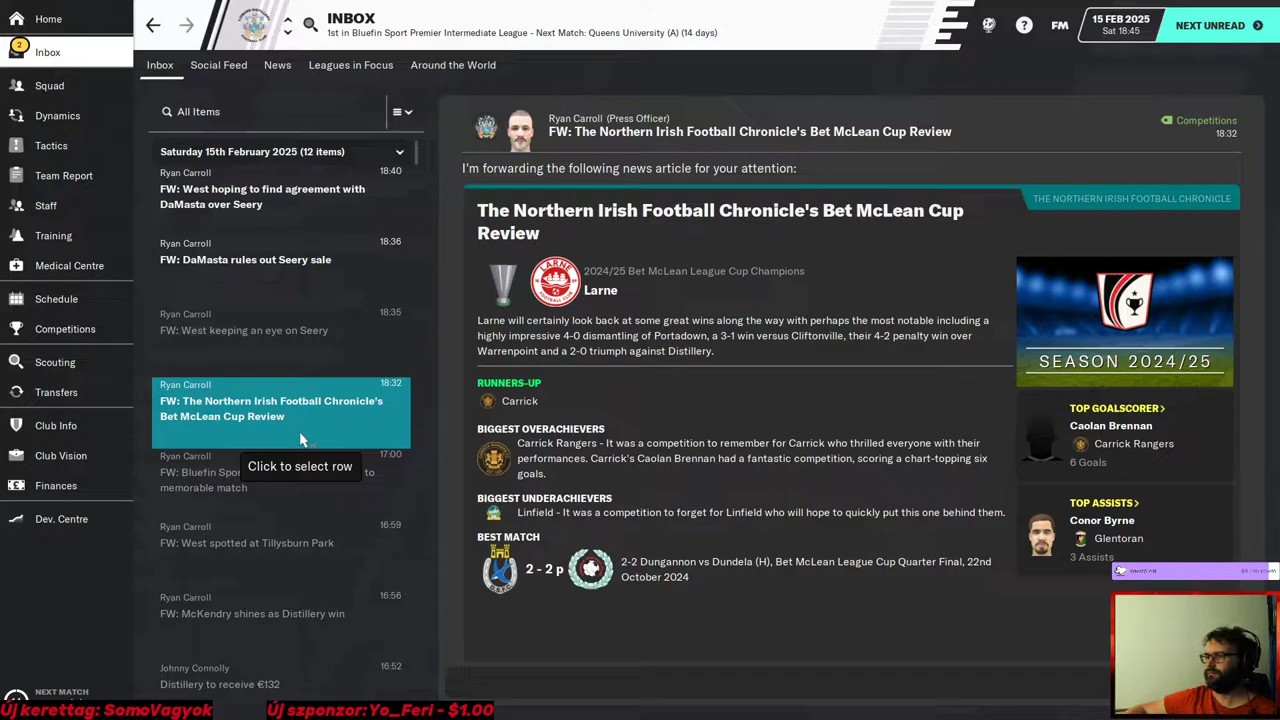 Home
2
Inbox
Squad
Dynamics
Tactics
Team Report
Staff
Training
Medical Centre
Schedule
Competitions
Scouting
Transfers
Club Info
Club Vision
Finances
Dev. Centre
NEXT MATCH
INBOX
1st in Bluefin Sport Premier Intermediate League - Next Match: Queens University (A) (14 days)
FM
15 FEB 2025
Sat 18:45
NEXT UNREAD
Inbox
Social Feed
News
Leagues in Focus
Around the World
All Items
Saturday 15th February 2025 (12 items)
Ryan Carroll 18:40
FW: West hoping to find agreement with
DaMasta over Seery
Ryan Carroll 18:36
FW: DaMasta rules out Seery sale
Ryan Carroll 18:35
FW: West keeping an eye on Seery
Ryan Carroll 18:32
FW: The Northern Irish Football Chronicle's
Bet McLean Cup Review
Click to select row
Ryan Carroll 17:00
FW: Bluefin Spor to
memorable match
Ryan Carroll 16:59
FW: West spotted at Tillysburn Park
Ryan Carroll 16:56
FW: McKendry shines as Distillery win
Johnny Connolly 16:52
Distillery to receive €132
Ryan Carroll (Press Officer)
FW: The Northern Irish Football Chronicle's Bet McLean Cup Review
Competitions
18:32
I'm forwarding the following news article for your attention:
THE NORTHERN IRISH FOOTBALL CHRONICLE
The Northern Irish Football Chronicle's Bet McLean Cup
Review
2024/25 Bet McLean League Cup Champions
Larne
Larne will certainly look back at some great wins along the way with perhaps the most notable including a
highly impressive 4-0 dismantling of Portadown, a 3-1 win versus Cliftonville, their 4-2 penalty win over
Warrenpoint and a 2-0 triumph against Distillery.
RUNNERS-UP
Carrick
BIGGEST OVERACHIEVERS
Carrick Rangers - It was a competition to remember for Carrick who thrilled everyone with their
performances. Carrick's Caolan Brennan had a fantastic competition, scoring a chart-topping six
goals.
BIGGEST UNDERACHIEVERS
Linfield - It was a competition to forget for Linfield who will hope to quickly put this one behind them.
BEST MATCH
2 - 2 p
2-2 Dungannon vs Dundela (H), Bet McLean League Cup Quarter Final, 22nd
October 2024
SEASON 2024/25
TOP GOALSCORER>
Caolan Brennan
Carrick Rangers
6 Goals
TOP ASSISTS>
Conor Byrne
Glentoran
3 Assists
Új kerettag: SomoVagyok
Új szponzor: Yo_Feri - $1.00